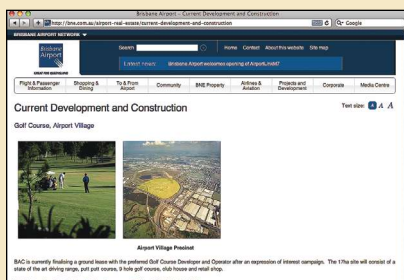 Brisbane Airport - Current Development and Construction
http://bne.com.au/airport-real-estate/current-development-and-construction
Google
BRISBANE AIRPORT NETWORK
Brisbane Airport
GREAT FOR QUEENSLAND
Search
Home Contact About this website Site map
Latest news: Brisbane Airport welcomes opening of AirportLinkM7
Flight & Passenger Information
Shopping & Dining
To & From Airport
Community
BNE Property
Airlines & Aviation
Projects and Development
Corporate
Media Centre
Current Development and Construction
Text size: A A A
Golf Course, Airport Village
Airport Village Precinct
BAC is currently finalising a ground lease with the preferred Golf Course Developer and Operator after an expression of interest campaign. The 17ha site will consist of a
state of the art driving range, putt putt course, 9 hole golf course, club house and retail shop.